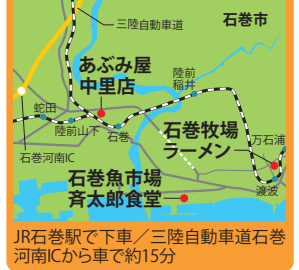 三陸自動車道
石巻市
あぶみ屋
中里店
陸前
稲井
蛇田
陸前山下
石巻
石巻牧場
ラーメン
万石浦
石巻河南IC
石巻魚市場
斉太郎食堂
渡波
JR石巻駅で下車／三陸自動車道石巻
河南ICから車で約15分